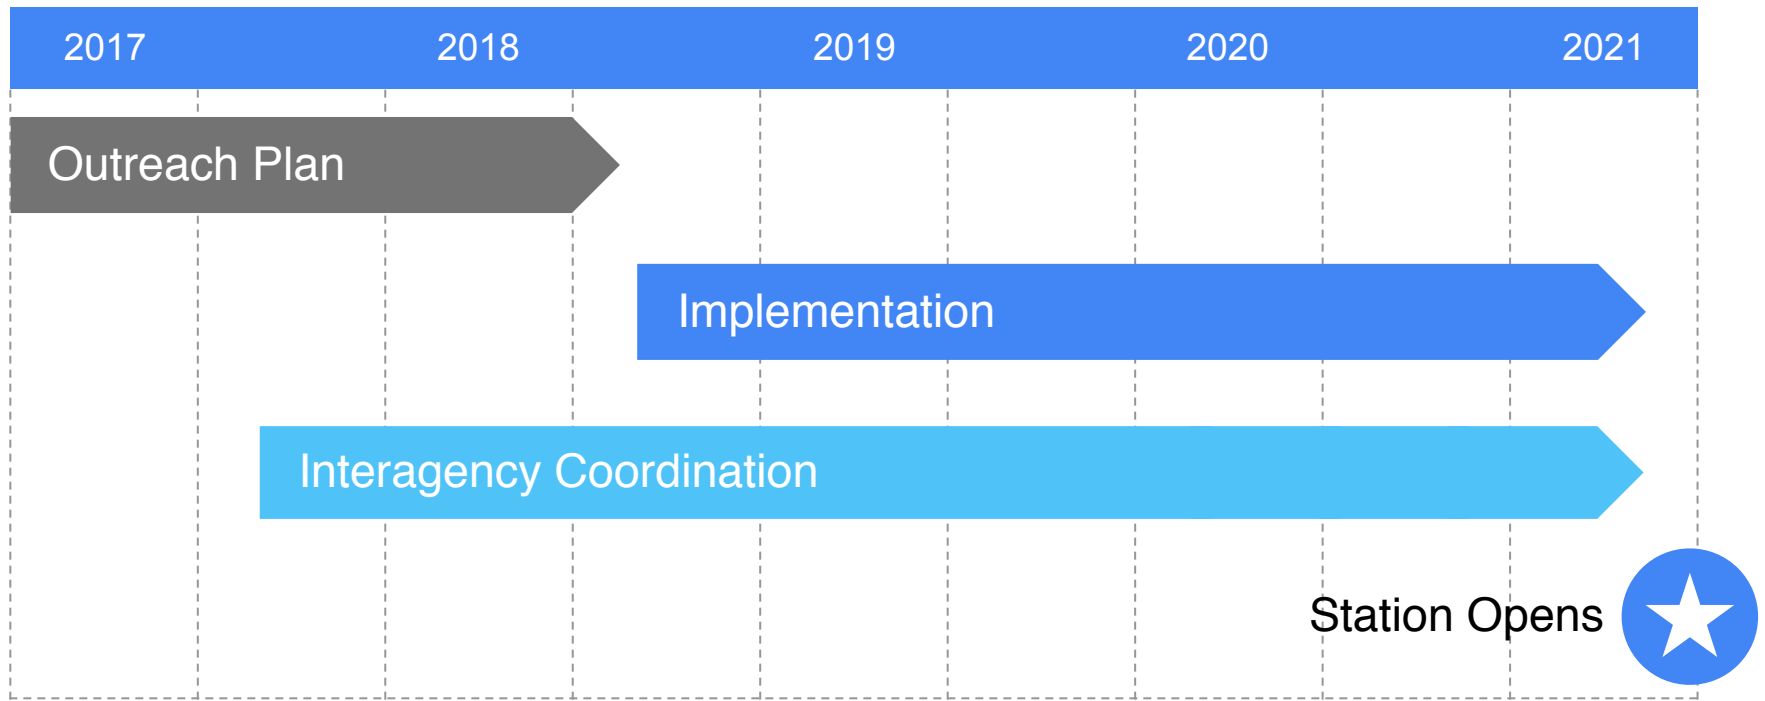 2017 2018 2019 2020 2021
Outreach Plan
Implementation
Interagency Coordination
Station Opens